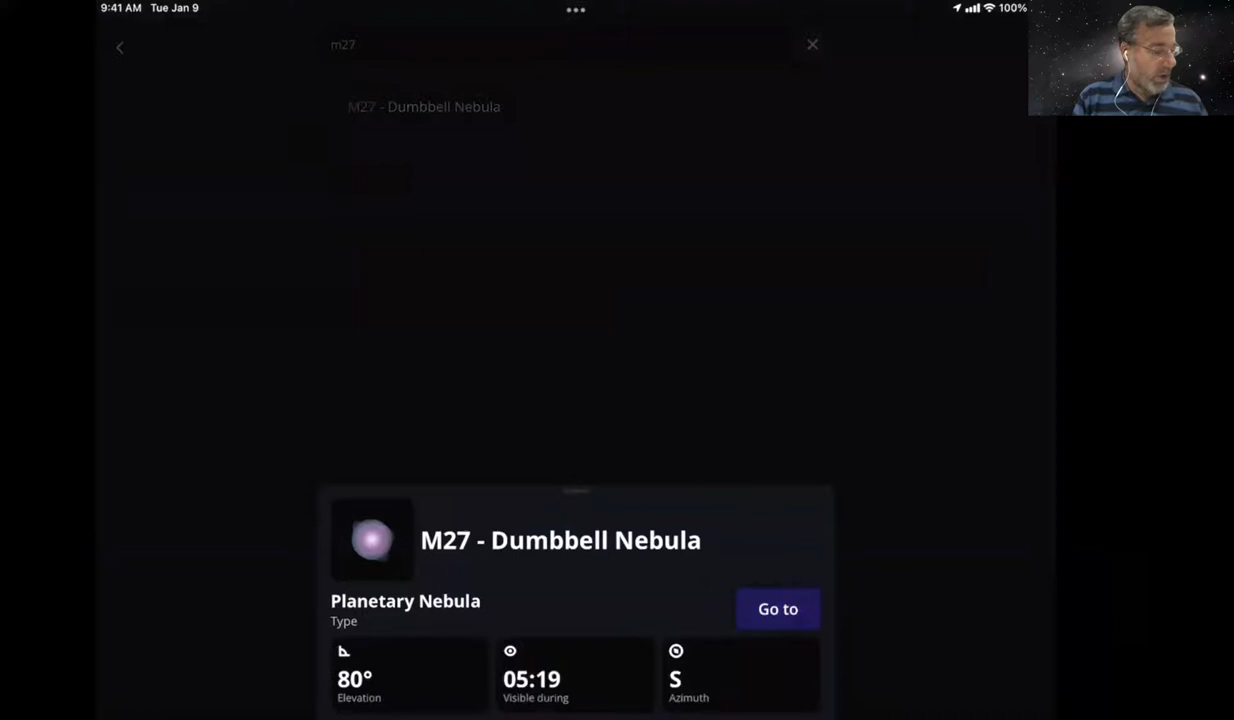 9:41 AM Tue Jan 9
100%
m27
M27 - Dumbbell Nebula
M27 - Dumbbell Nebula
Planetary Nebula
Type
Go to
80°
Elevation
05:19
Visible during
S
Azimuth